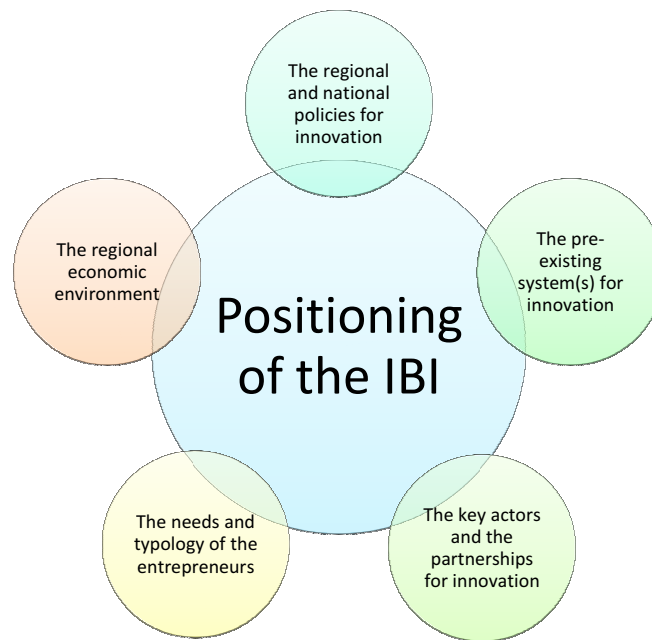 The regional
and national
policies for
innovation
The pre-
existing
system(s) for
innovation
The key actors
and the
partnerships
for innovation
The needs and
typology of the
entrepreneurs
The regional
economic
environment
Positioning
of the IBI